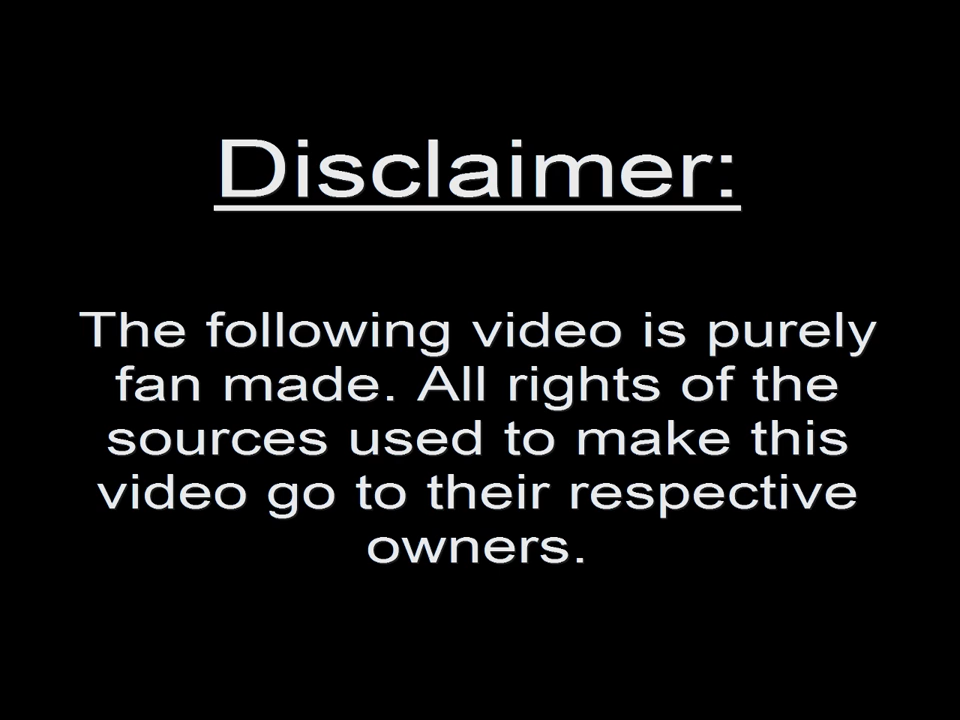 Disclaimer:
The following video is purely
fan made. All rights of the
sources used to make this
video go to their respective
owners.